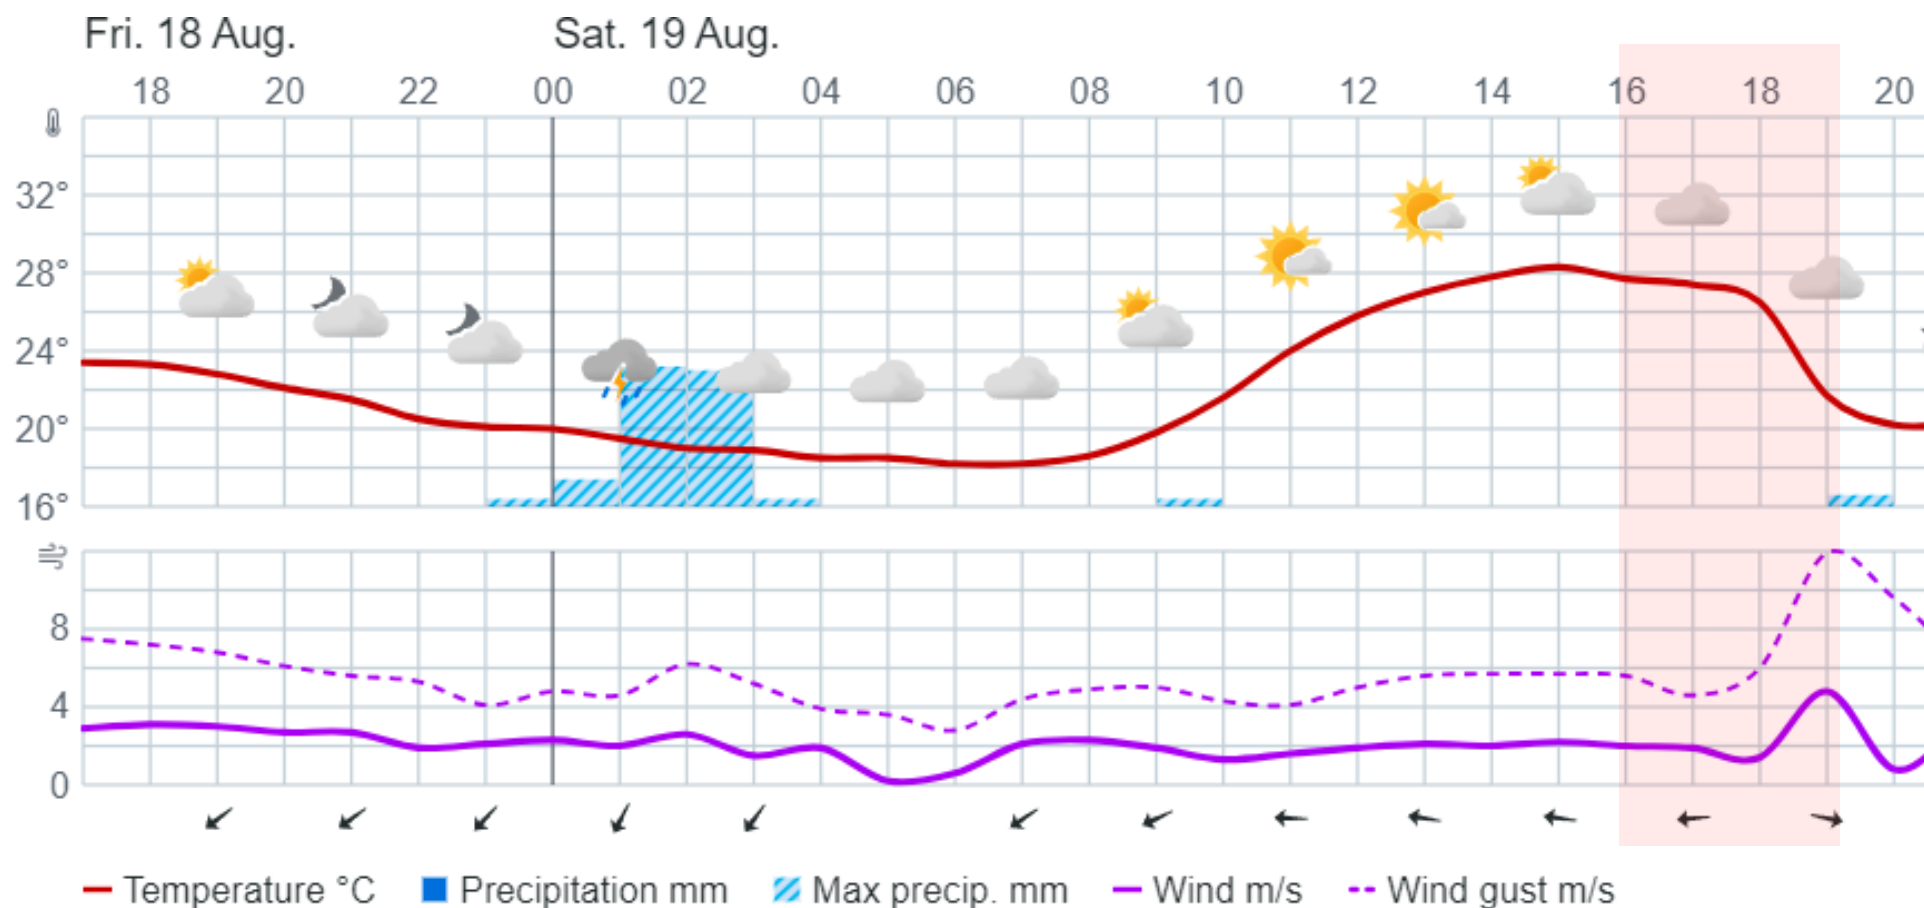 Fri. 18 Aug. Sat. 19 Aug.
18 20 22 00 02 04 06 08 10 12 14 16 18 20
32°
28°
24°
20°
16°
8
4
0
Temperature °C Precipitation mm Max precip. mm Wind m/s Wind gust m/s